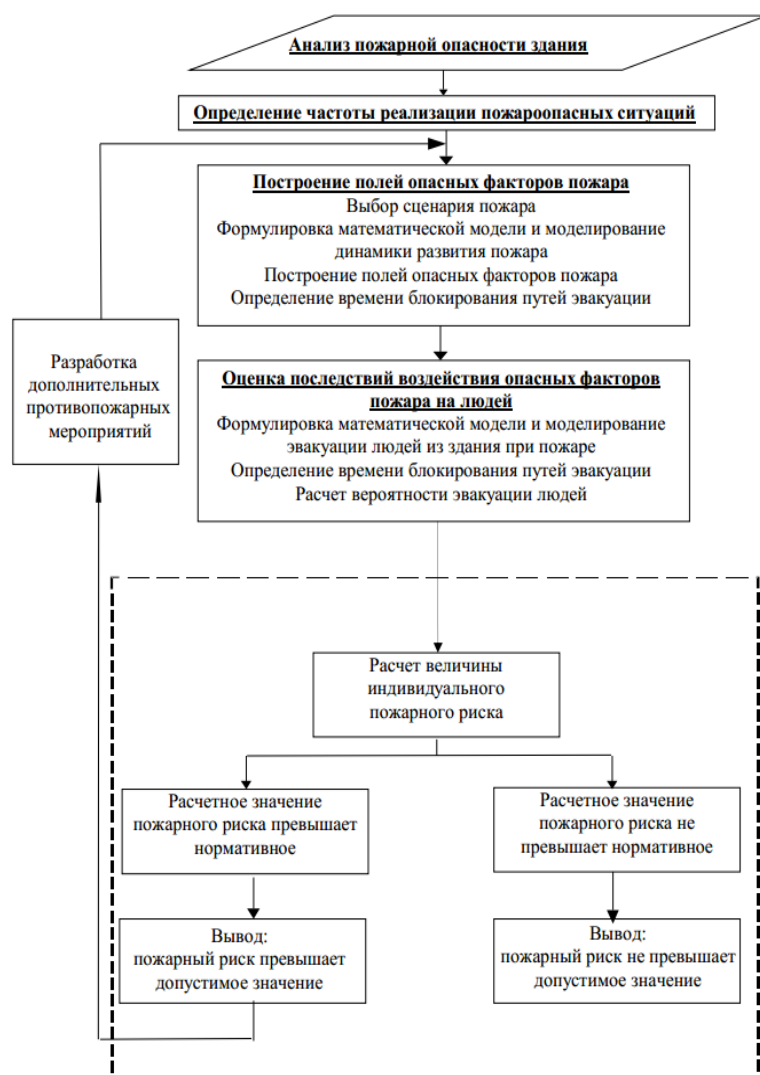 Анализ пожарной опасности здания
Определение частоты реализации пожароопасных ситуаций
Построение полей опасных факторов пожара
Выбор сценария пожара
Формулировка математической модели и моделирование
динамики развития пожара
Построение полей опасных факторов пожара
Определение времени блокирования путей эвакуации
Разработка
дополнительных
противопожарных
мероприятий
Оценка последствий воздействия опасных факторов
пожара на людей
Формулировка математической модели и моделирование
эвакуации людей из здания при пожаре
Определение времени блокирования путей эвакуации
Расчет вероятности эвакуации людей
Расчет величины
индивидуального
пожарного риска
Расчетное значение
пожарного риска превышает
нормативное
Расчетное значение
пожарного риска не
превышает нормативное
Вывод:
пожарный риск превышает
допустимое значение
Вывод:
пожарный риск не превышает
допустимое значение